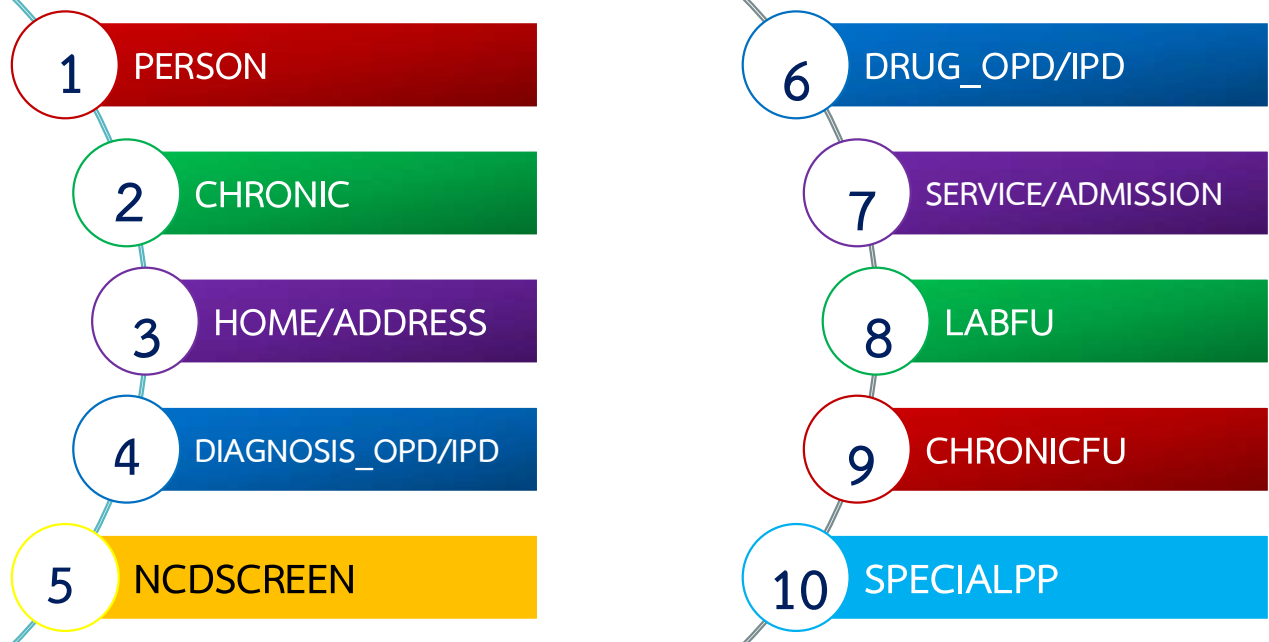 1 PERSON
2 CHRONIC
3 HOME/ADDRESS
4 DIAGNOSIS_OPD/IPD
5 NCDSCREEN
6 DRUG_OPD/IPD
7 SERVICE/ADMISSION
8 LABFU
9 CHRONICFU
10 SPECIALPP